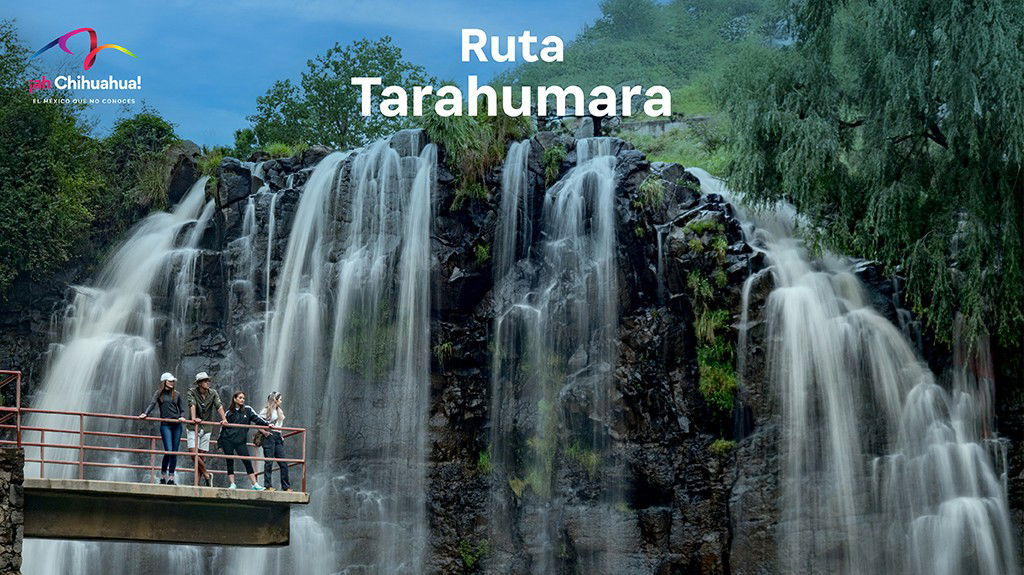 ¡ah Chihuahua!
EL MÉXICO QUE NO CONOCES
Ruta
Tarahumara